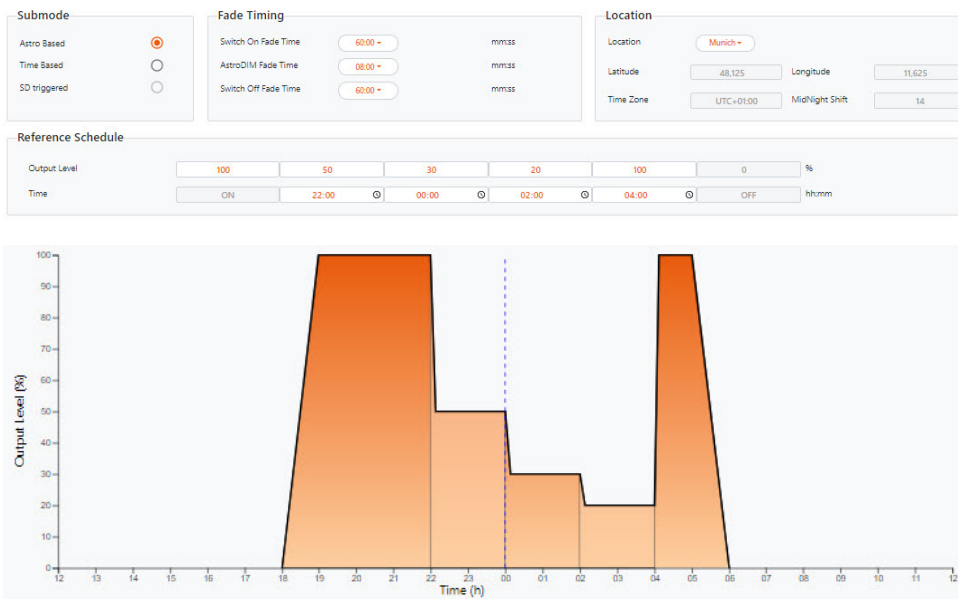 Submode
Astro Based
Time Based
SD triggered
Fade Timing
Switch On Fade Time 60:00 mm:ss
AstroDIM Fade Time 08:00 mm:ss
Switch Off Fade Time 60:00 mm:ss
Location
Location Munich
Latitude 48,125 Longitude 11,625
Time Zone UTC+01:00 MidNight Shift 14
Reference Schedule
Output Level 100 50 30 20 100 0 %
Time ON 22:00 00:00 02:00 04:00 OFF hh:mm
Output Level (%)
100
90
80
70
60
50
40
30
20
10
0
12 13 14 15 16 17 18 19 20 21 22 23 00 01 02 03 04 05 06 07 08 09 10 11 12
Time (h)